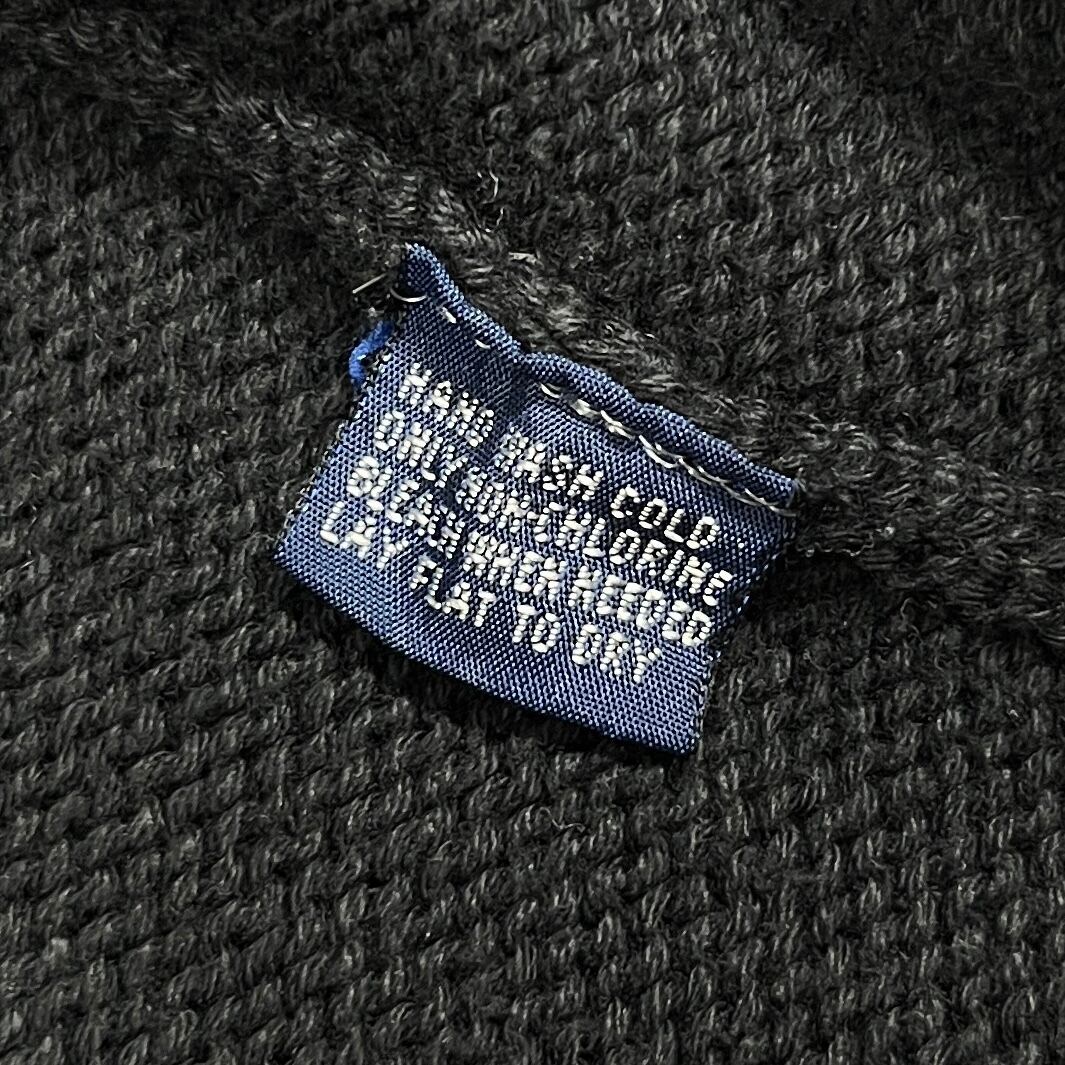 HAND WASH COLD
ONLY NON-CHLORINE
BLEACH WHEN NEEDED
LAY FLAT TO DRY